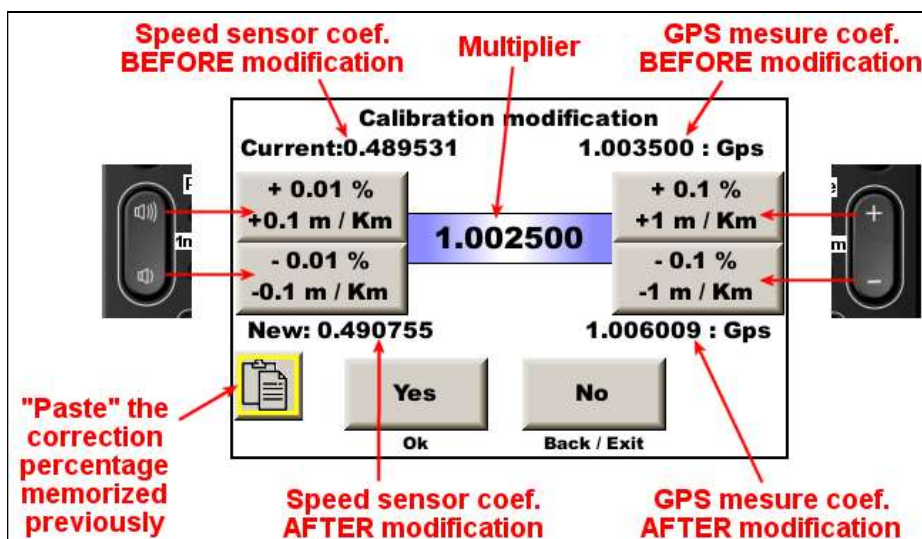 Speed sensor coef.
BEFORE modification
Multiplier
GPS mesure coef.
BEFORE modification
Calibration modification
Current:0.489531
1.003500 : Gps
+ 0.01 %
+0.1 m / Km
+ 0.1 %
+1 m / Km
1.002500
- 0.01 %
-0.1 m / Km
- 0.1 %
-1 m / Km
New: 0.490755
1.006009 : Gps
Yes
No
Ok
Back / Exit
"Paste" the
correction
percentage
memorized
previously
Speed sensor coef.
AFTER modification
GPS mesure coef.
AFTER modification